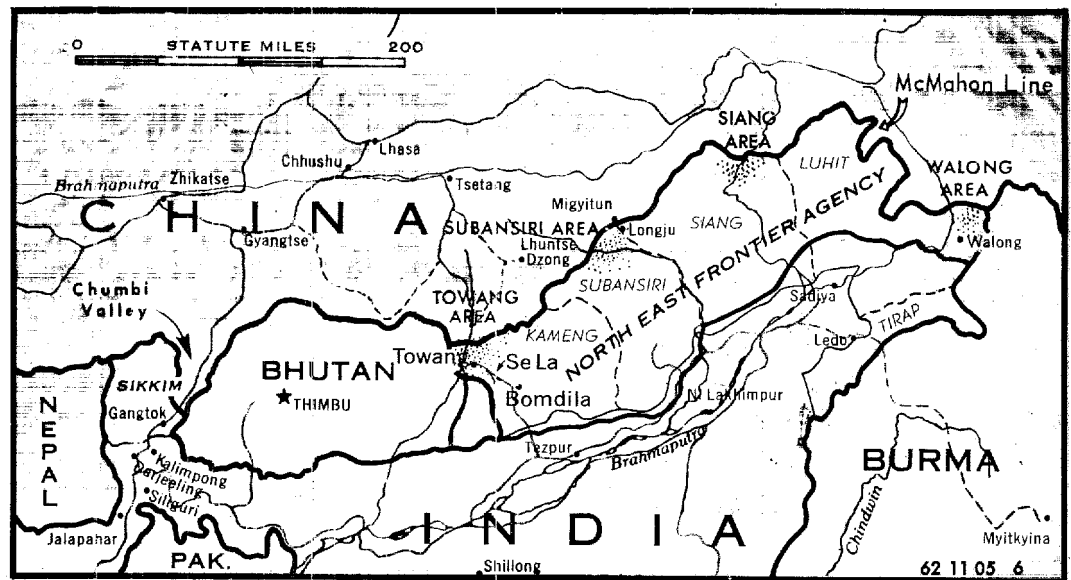 0 STATUTE MILES 200
McMahon Line
SIANG
AREA
Lhasa
Chhushu
LUHIT
WALONG
AREA
Brahmaputra
Zhikatse
Tsetang
CHINA
Migyitun
SIANG
SUBANSIRI AREA
Longju
Gyangtse
Lhuntse
Dzong
Walong
NORTH EAST FRONTIER AGENCY
Chumbi
Valley
TOWANG
AREA
SUBANSIRI
Sadiya
KAMENG
TIRAP
Ledo
Towang
Se La
BHUTAN
THIMBU
SIKKIM
Bomdila
N. Lakhimpur
NEPAL
Gangtok
Tezpur
Brahmaputra
Kalimpong
Darjeeling
Siliguri
BURMA
Chindwin
INDIA
Jalapahar
PAK.
Myitkyina
Shillong
62 11 05 6